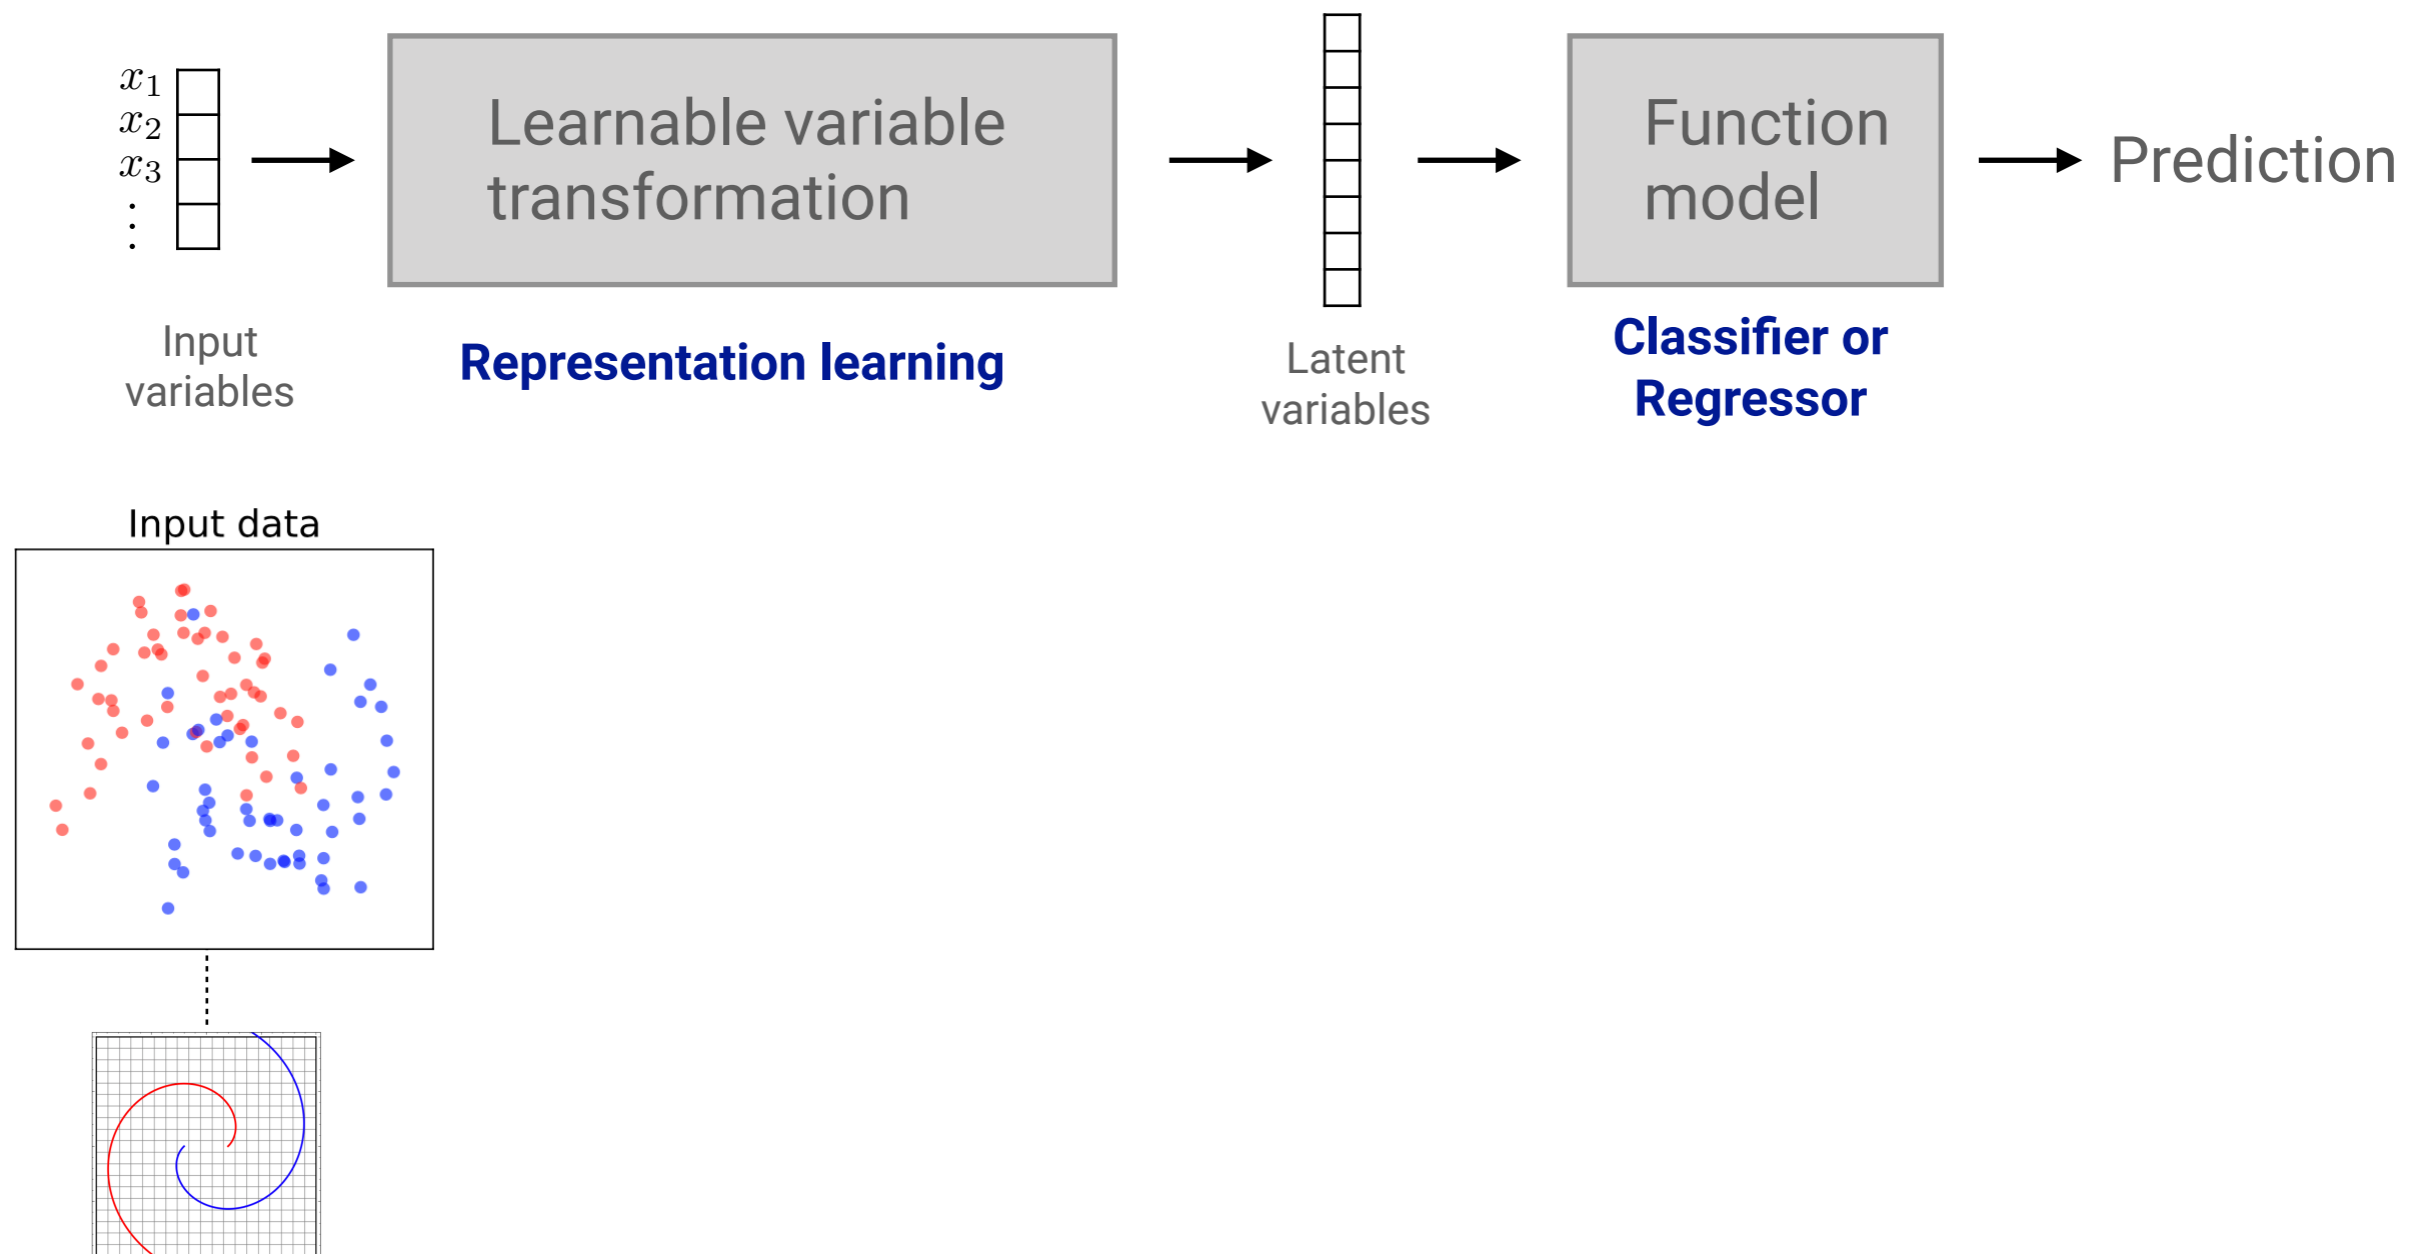 x₁
x₂
x₃
⋮
Learnable variable
transformation
Function
model
Prediction
Input
variables
Representation learning
Latent
variables
Classifier or
Regressor
Input data